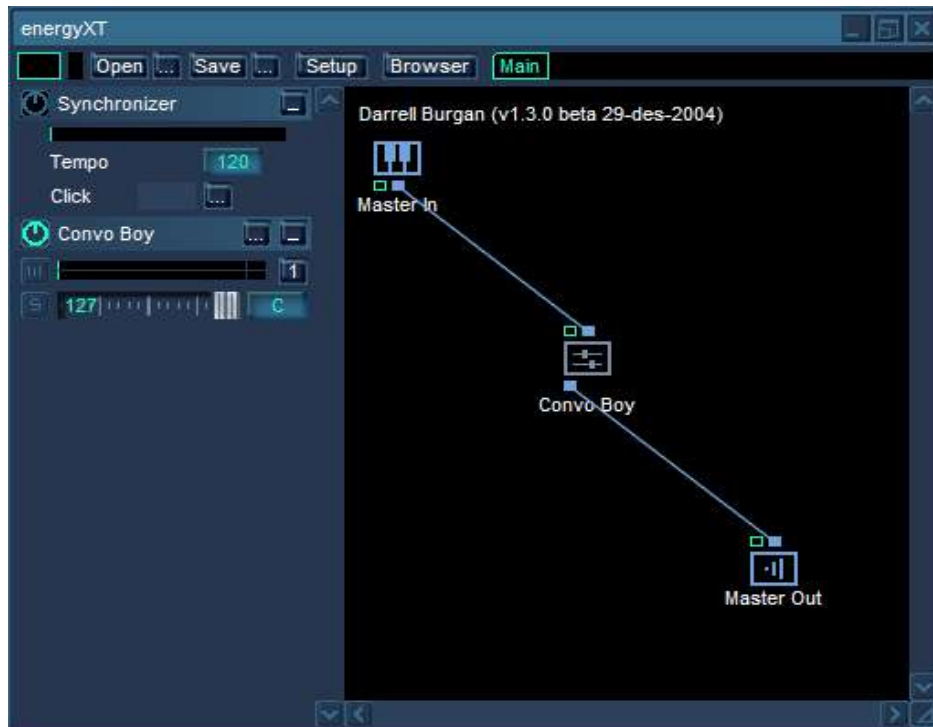 energyXT
Open ... Save ... Setup Browser Main
Synchronizer
Tempo 120
Click ...
Convo Boy ...
m 1
S 127 C
Darrell Burgan (v1.3.0 beta 29-des-2004)
Master In
Convo Boy
Master Out